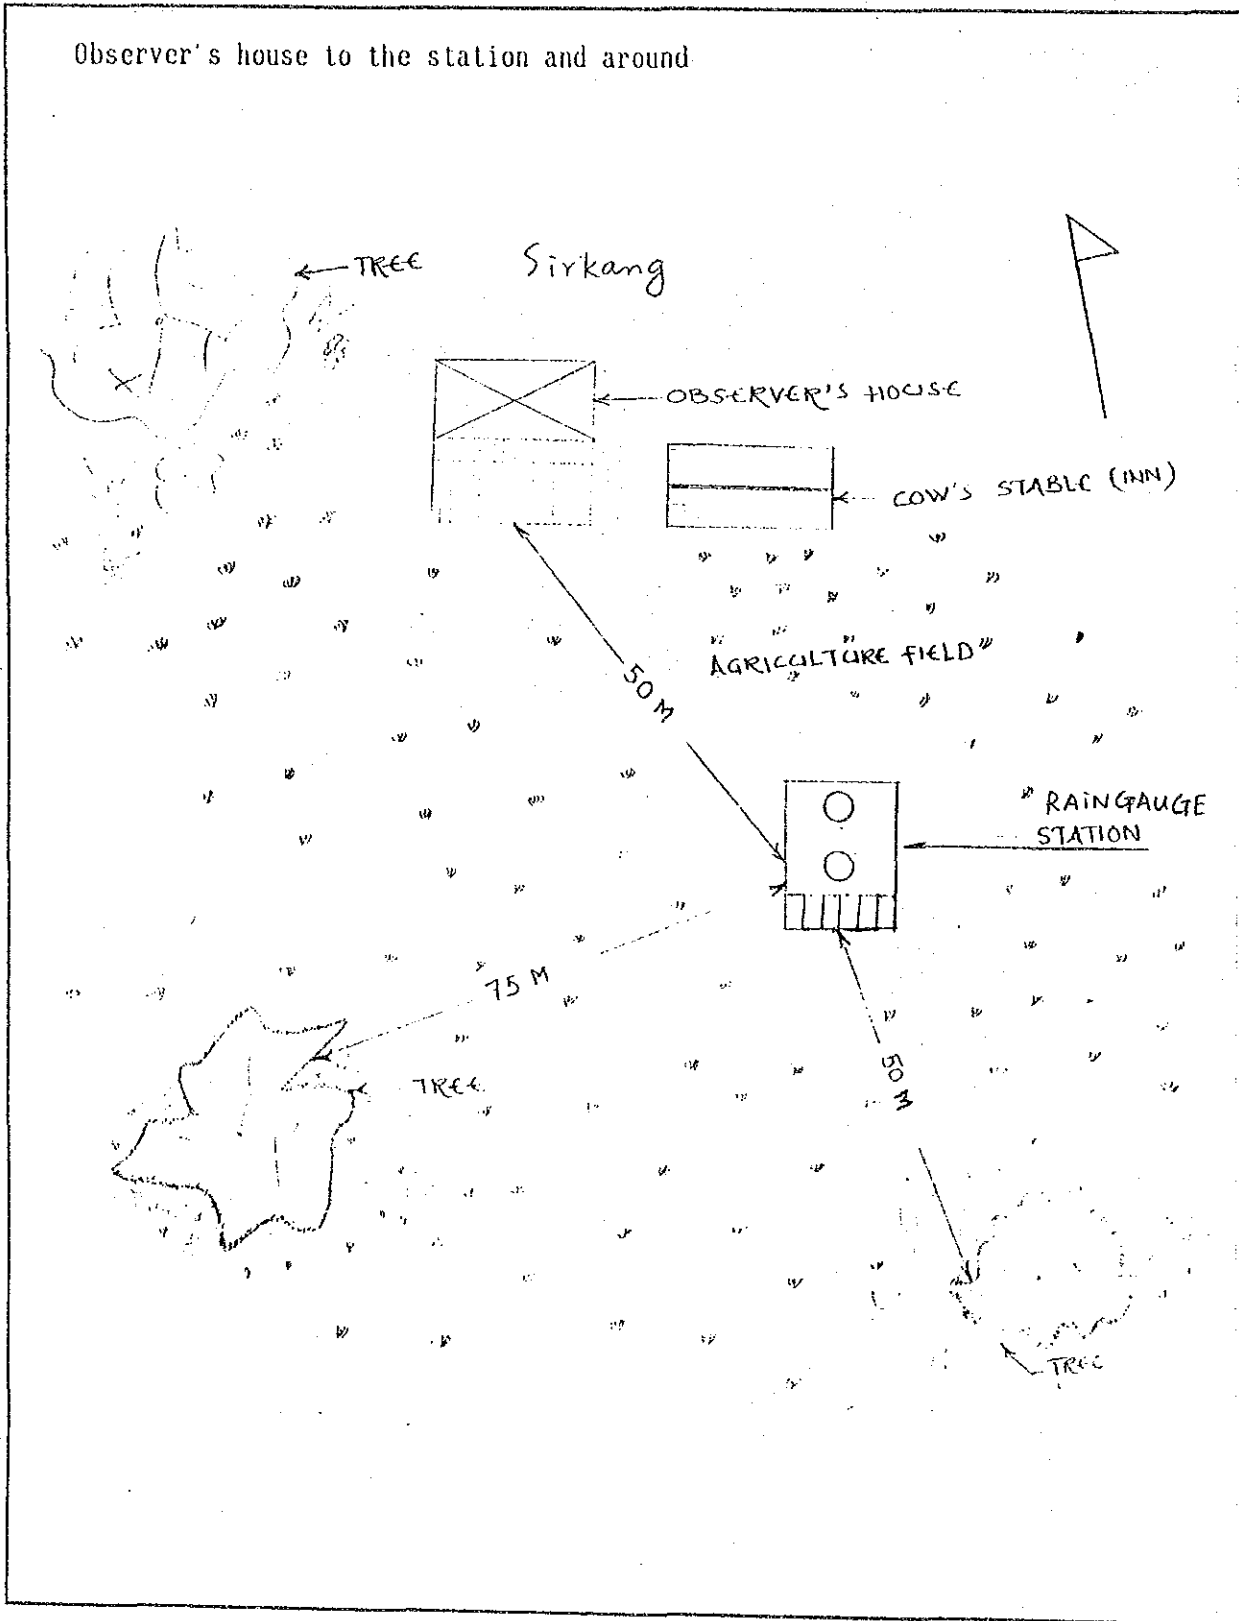 Observer's house to the station and around
TREE
Sirkang
OBSERVER'S HOUSE
COW'S STABLE (INN)
AGRICULTURE FIELD
50 M
RAINGAUGE
STATION
75 M
TREE
50 M
TREE